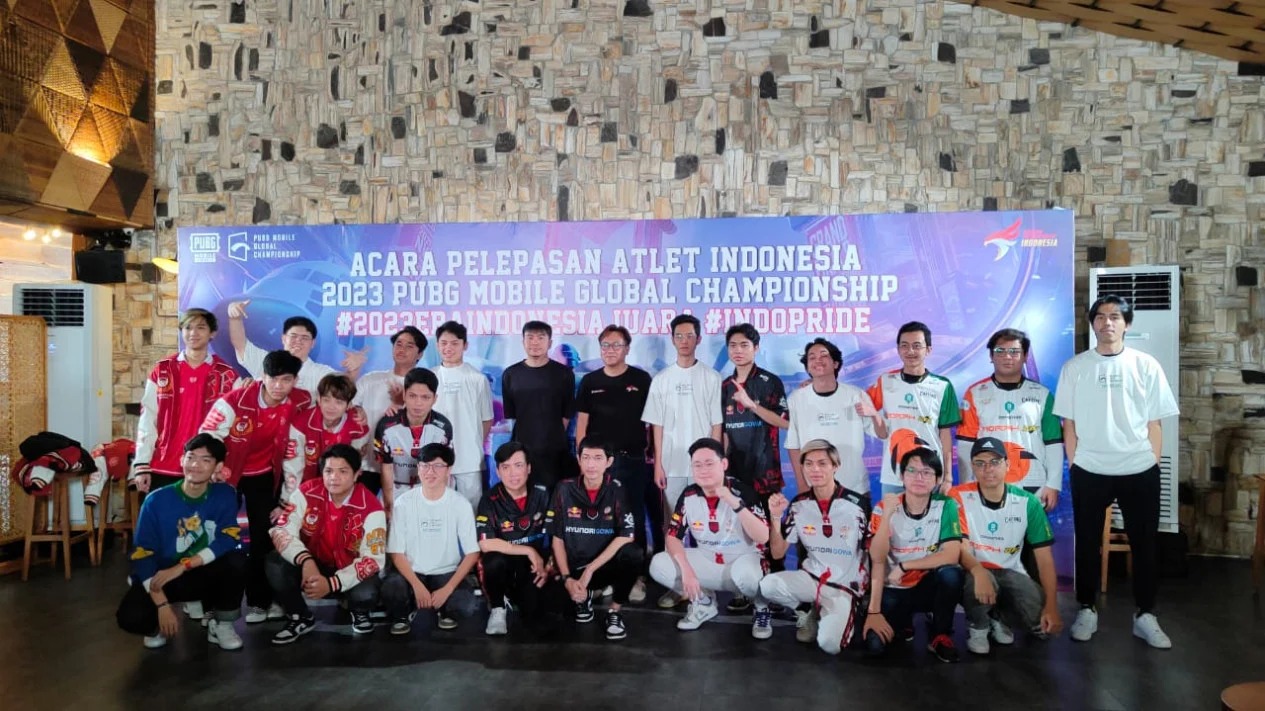 PUBG
MOBILE
PUBG MOBILE
GLOBAL
CHAMPIONSHIP
INDONESIA
ACARA PELEPASAN ATLET INDONESIA
2023 PUBG MOBILE GLOBAL CHAMPIONSHIP
#2023ERAINDONESIA JUARA #INDOPRIDE
HYUNDAI GOWA
HYUNDAI GOWA
HYUNDAI GOWA